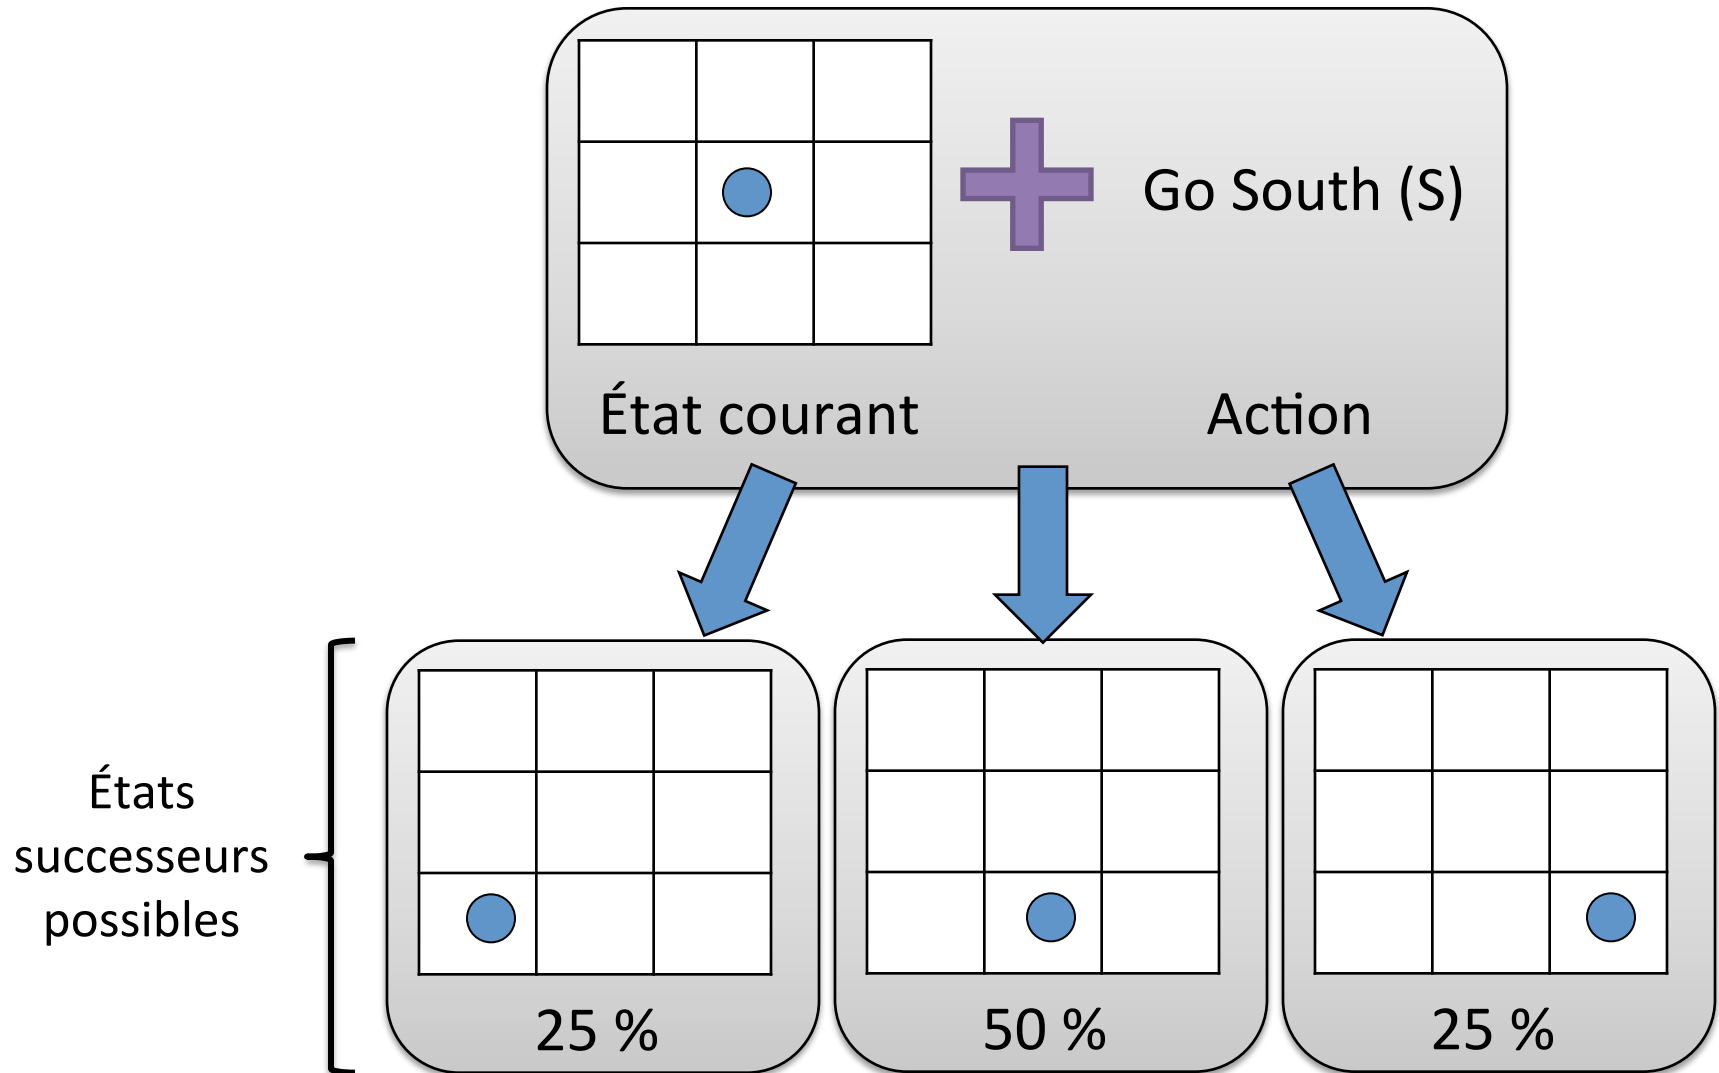 Go South (S)
État courant
Action
États
successeurs
possibles
25 %
50 %
25 %